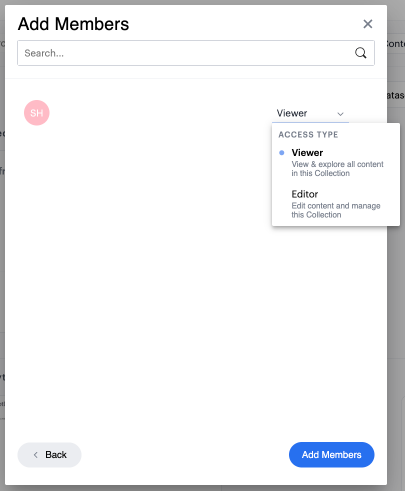 Add Members
Search...
SH
Viewer
ACCESS TYPE
Viewer
View & explore all content
in this Collection
Editor
Edit content and manage
this Collection
Back
Add Members